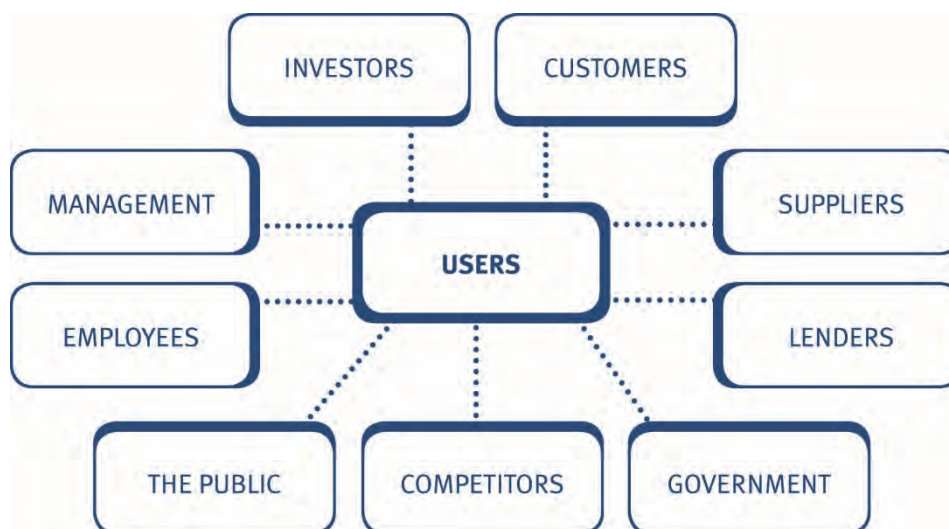 INVESTORS
CUSTOMERS
MANAGEMENT
SUPPLIERS
USERS
EMPLOYEES
LENDERS
THE PUBLIC
COMPETITORS
GOVERNMENT